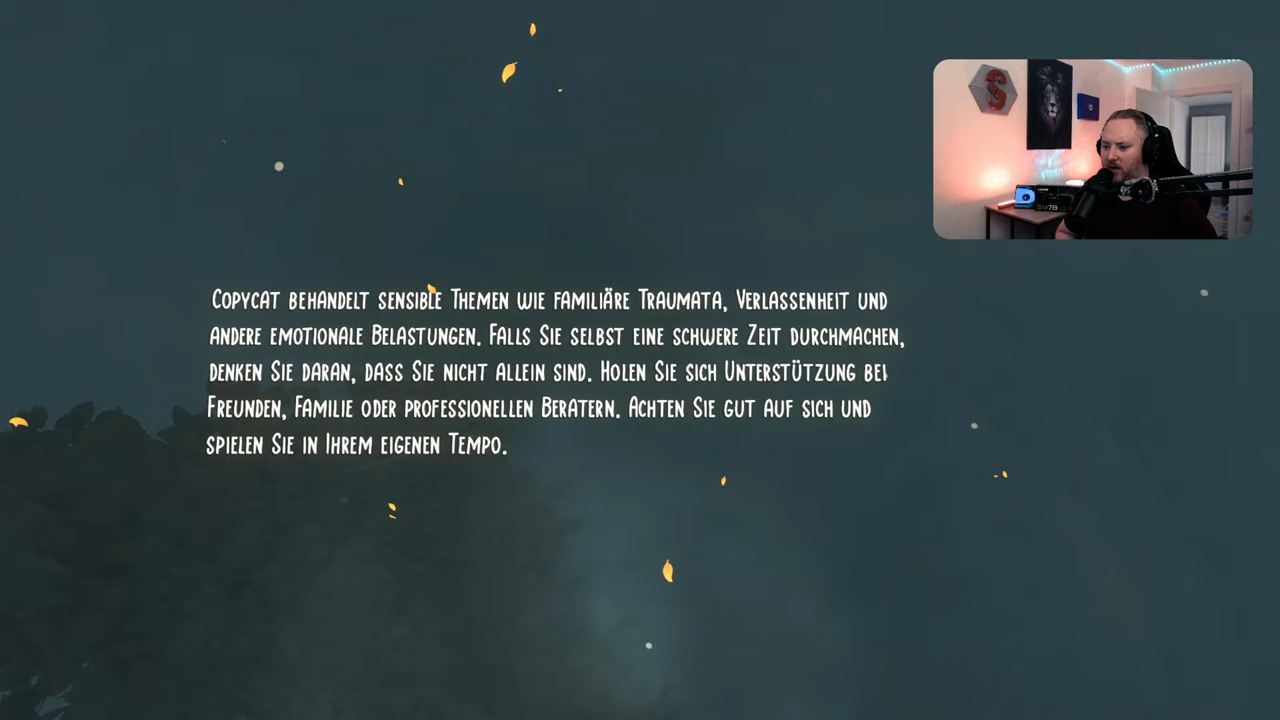 Copycat behandelt sensible Themen wie familiäre Traumata, Verlassenheit und
andere emotionale Belastungen. Falls Sie selbst eine schwere Zeit durchmachen,
denken Sie daran, dass Sie nicht allein sind. Holen Sie sich Unterstützung bei
Freunden, Familie oder professionellen Beratern. Achten Sie gut auf sich und
spielen Sie in Ihrem eigenen Tempo.
S
SM7B